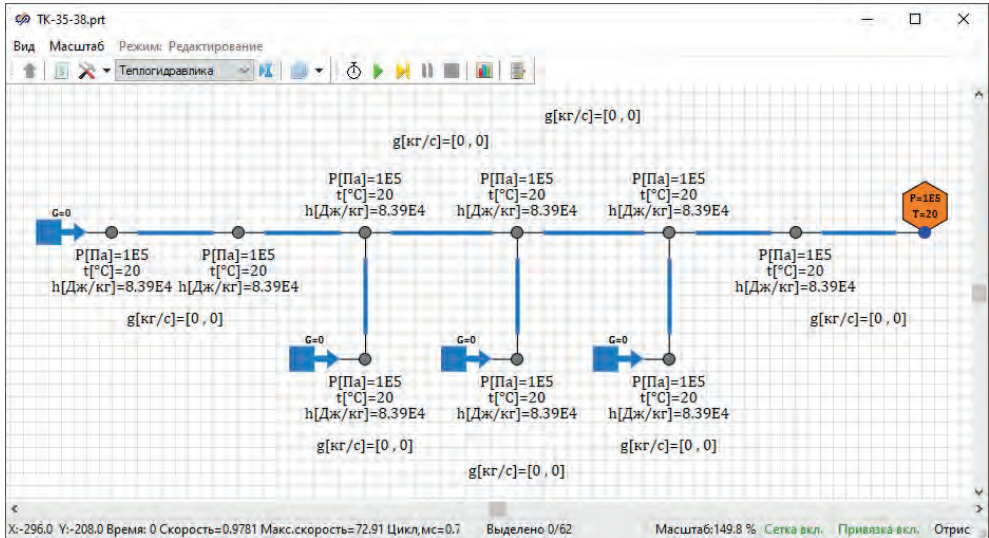 ТК-35-38.prt
Вид Масштаб Режим: Редактирование
Теплогидравлика
g[кг/с]=[0 , 0]
g[кг/с]=[0 , 0]
P[Па]=1E5 P[Па]=1E5 P[Па]=1E5
t[°C]=20 t[°C]=20 t[°C]=20
h[Дж/кг]=8.39E4 h[Дж/кг]=8.39E4 h[Дж/кг]=8.39E4
P=1E5
T=20
G=0
P[Па]=1E5 P[Па]=1E5 P[Па]=1E5
t[°C]=20 t[°C]=20 t[°C]=20
h[Дж/кг]=8.39E4 h[Дж/кг]=8.39E4 h[Дж/кг]=8.39E4
g[кг/с]=[0 , 0] g[кг/с]=[0 , 0]
G=0 G=0 G=0
P[Па]=1E5 P[Па]=1E5 P[Па]=1E5
t[°C]=20 t[°C]=20 t[°C]=20
h[Дж/кг]=8.39E4 h[Дж/кг]=8.39E4 h[Дж/кг]=8.39E4
g[кг/с]=[0 , 0] g[кг/с]=[0 , 0]
g[кг/с]=[0 , 0]
X:-296.0 Y:-208.0 Время: 0 Скорость=0.9781 Макс.скорость=72.91 Цикл,мс=0.7 Выделено 0/62 Масштаб:149.8 % Сетка вкл. Привязка вкл. Отрис